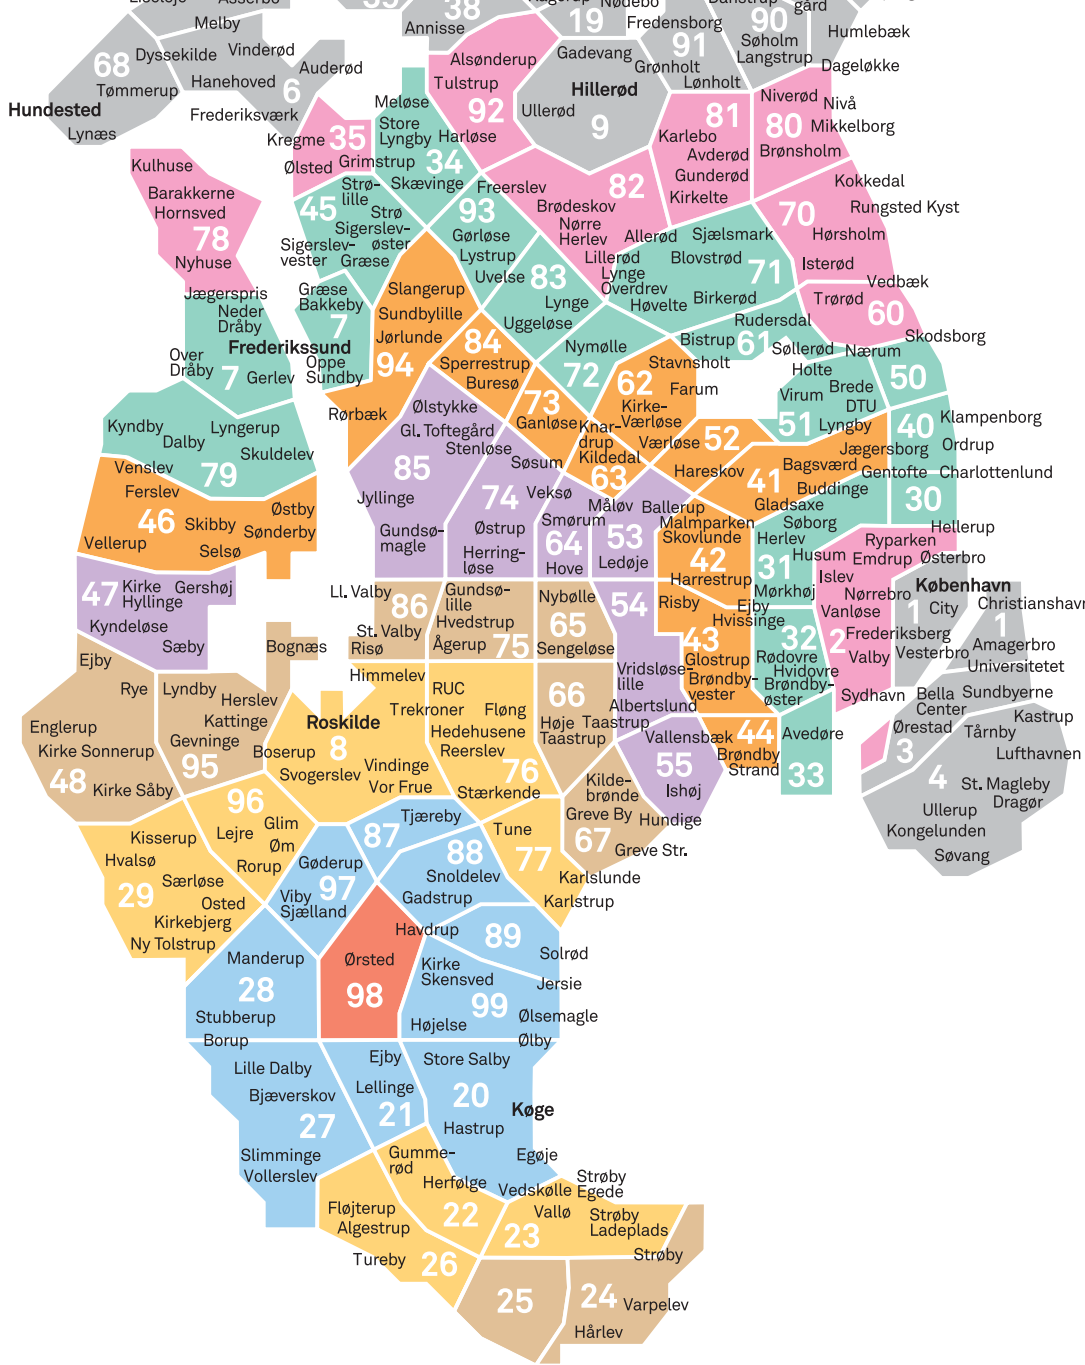 38
Annisse
19
Nødebo
Fredensborg
90
gård
Melby
Dyssekilde
Vinderød
68
Tømmerup
Hanehoved
Auderød
6
Hundested
Lynæs
Frederiksværk
Alsønderup
Tulstrup
92
Harløse
Gadevang
Grønholt
91
Lønholt
Hillerød
Ullerød
9
Søholm
Langstrup
Humlebæk
Dageløkke
Niverød
Nivå
80
Mikkelborg
Brønsholm
81
Karlebo
Avderød
Gunderød
Kirkelte
Meløse
Store
Lyngby
34
Skævinge
Kregme
35
Ølsted
Grimstrup
Kulhuse
Barakkerne
Hornsved
78
Nyhuse
Jægerspris
45
Strø-
lille
Strø
Sigerslev-
øster
Sigerslev-
vester
Græse
Freerslev
93
Gørløse
Lystrup
Uvelse
82
Brødeskov
Nørre
Herlev
Allerød
Lillerød
Lynge
Overdrev
Høvelte
Kokkedal
70
Rungsted Kyst
Hørsholm
Isterød
Vedbæk
Sjælsmark
Blovstrød
71
Birkerød
83
Lynge
Uggeløse
Trørød
60
Skodsborg
Rudersdal
Bistrup
61
Søllerød
Nærum
Græse
Bakkeby
7
Oppe
Sundby
Neder
Dråby
Frederikssund
Over
Dråby
7
Gerlev
Slangerup
Sundbylille
Jørlunde
94
Rørbæk
84
Sperrestrup
Buresø
Nymølle
72
Stavnsholt
62
Farum
Kirke-
Værløse
Holte
Virum
Brede
DTU
51
Lyngby
50
40
Klampenborg
Ordrup
Charlottenlund
73
Ganløse
Knar-
drup
Kildedal
63
Værløse
52
Hareskov
Kyndby
Lyngerup
Dalby
Skuldelev
79
Ølstykke
Gl. Toftegård
Stenløse
85
Jyllinge
Gundsø-
magle
Søsum
74
Veksø
Østrup
Herring-
løse
Smørum
64
Hove
Måløv
53
Ledøje
Ballerup
Malmparken
Skovlunde
42
Harrestrup
Jægersborg
Bagsværd
41
Buddinge
Gladsaxe
Gentofte
30
Hellerup
Søborg
Herlev
31
Mørkhøj
Husum
Islev
Ryparken
Emdrup
Østerbro
Venslev
Ferslev
46
Skibby
Østby
Sønderby
Vellerup
Selsø
47
Kirke
Hyllinge
Gershøj
Kyndeløse
Sæby
Ll. Valby
86
St. Valby
Risø
Gundsø-
lille
Hvedstrup
Ågerup
75
Nybølle
65
Sengeløse
54
Vridsløse-
lille
Albertslund
Risby
Ejby
Hvissinge
43
Glostrup
Brøndby-
vester
32
Rødovre
Hvidovre
Brøndby-
øster
Vanløse
2
Frederiksberg
Valby
Sydhavn
København
Nørrebro
1
City
Vesterbro
Christianshavn
1
Amagerbro
Universitetet
Bella
Center
Sundbyerne
Kastrup
Ørestad
Tårnby
3
Lufthavnen
4
St. Magleby
Dragør
Ullerup
Kongelunden
Søvang
Bognæs
Himmelev
Ejby
Rye
Englerup
Kirke Sonnerup
48
Kirke Såby
Lyndby
Herslev
Kattinge
Gevninge
95
Boserup
Roskilde
8
Svogerslev
Vindinge
Vor Frue
RUC
Trekroner
Fløng
Hedehusene
Reerslev
76
Stærkende
66
Høje
Taastrup
Taastrup
Vallensbæk
55
Ishøj
44
Brøndby
Strand
Avedøre
33
Kilde-
brønde
Greve By
Hundige
67
Greve Str.
96
Lejre
Glim
Øm
Rorup
Kisserup
Hvalsø
Særløse
29
Osted
Kirkebjerg
Ny Tolstrup
87
Tjæreby
Gøderup
97
Viby
Sjælland
88
Snoldelev
Gadstrup
Tune
77
Karlslunde
Karlstrup
Havdrup
89
Solrød
Jersie
Manderup
28
Stubberup
Borup
Ørsted
98
Kirke
Skensved
99
Højelse
Ølsemagle
Ølby
Lille Dalby
Bjæverskov
27
Slimminge
Vollerslev
Ejby
Lellinge
21
Store Salby
20
Køge
Hastrup
Egøje
Gumme-
rød
Herfølge
22
Vedskølle
Strøby
Egede
Vallø
Strøby
Ladeplads
23
Strøby
Fløjterup
Algestrup
Tureby
26
25
24
Varpelev
Hårlev